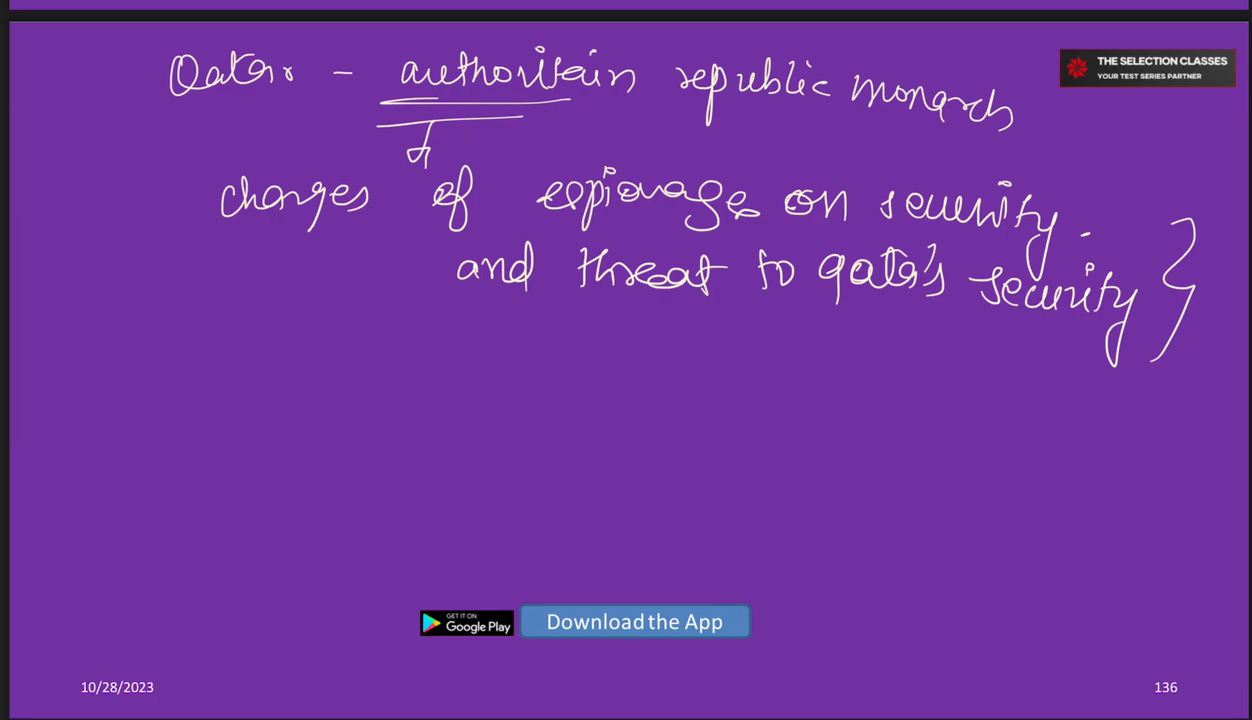 Qatar - authoritain republic monarch
THE SELECTION CLASSES
YOUR TEST SERIES PARTNER
charges of espionage on security.
and threat to qata's security
GET IT ON
Google Play
Download the App
10/28/2023
136